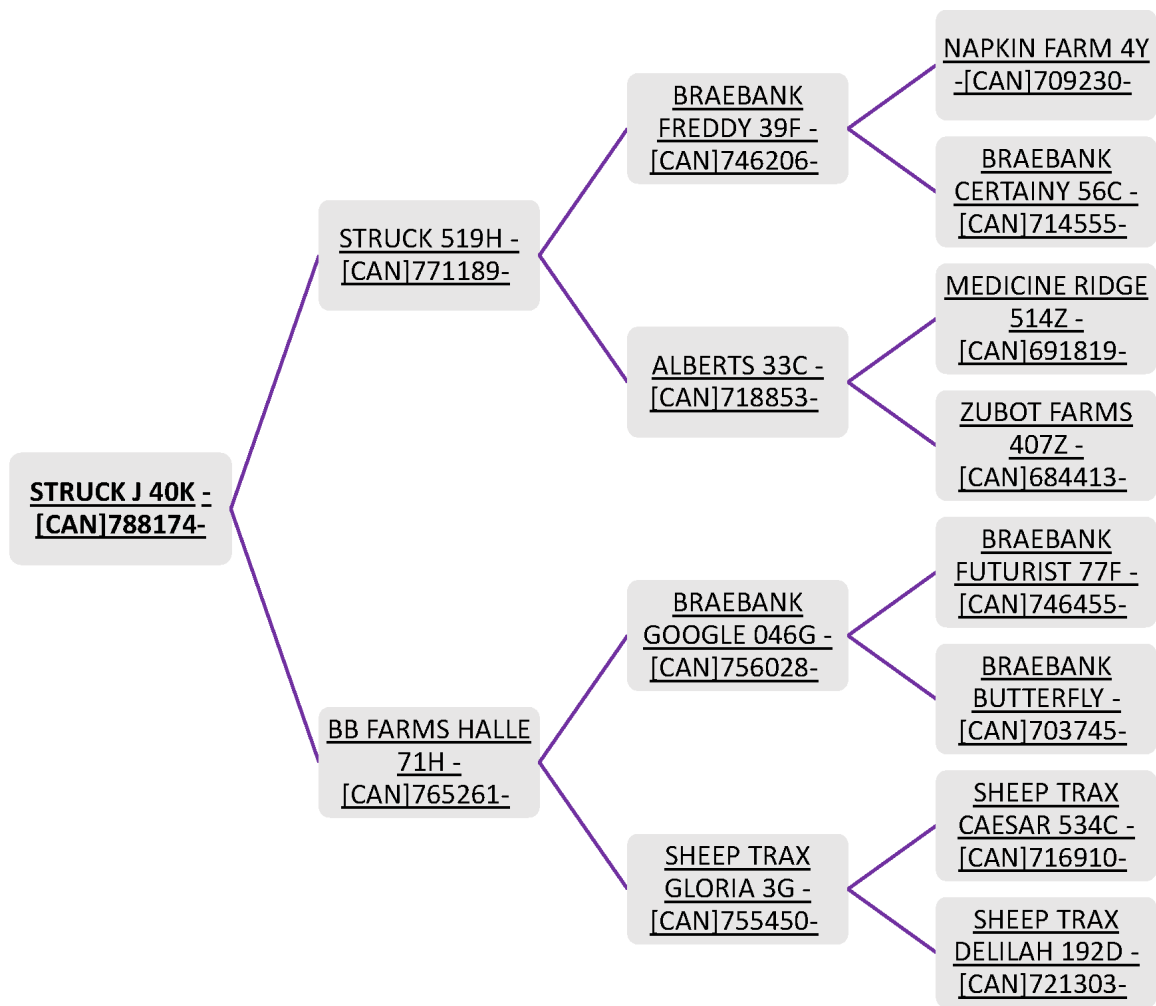 STRUCK J 40K -
[CAN]788174-
STRUCK 519H -
[CAN]771189-
BB FARMS HALLE
71H -
[CAN]765261-
BRAEBANK
FREDDY 39F -
[CAN]746206-
ALBERTS 33C -
[CAN]718853-
BRAEBANK
GOOGLE 046G -
[CAN]756028-
SHEEP TRAX
GLORIA 3G -
[CAN]755450-
NAPKIN FARM 4Y
-[CAN]709230-
BRAEBANK
CERTAINY 56C -
[CAN]714555-
MEDICINE RIDGE
514Z -
[CAN]691819-
ZUBOT FARMS
407Z -
[CAN]684413-
BRAEBANK
FUTURIST 77F -
[CAN]746455-
BRAEBANK
BUTTERFLY -
[CAN]703745-
SHEEP TRAX
CAESAR 534C -
[CAN]716910-
SHEEP TRAX
DELILAH 192D -
[CAN]721303-